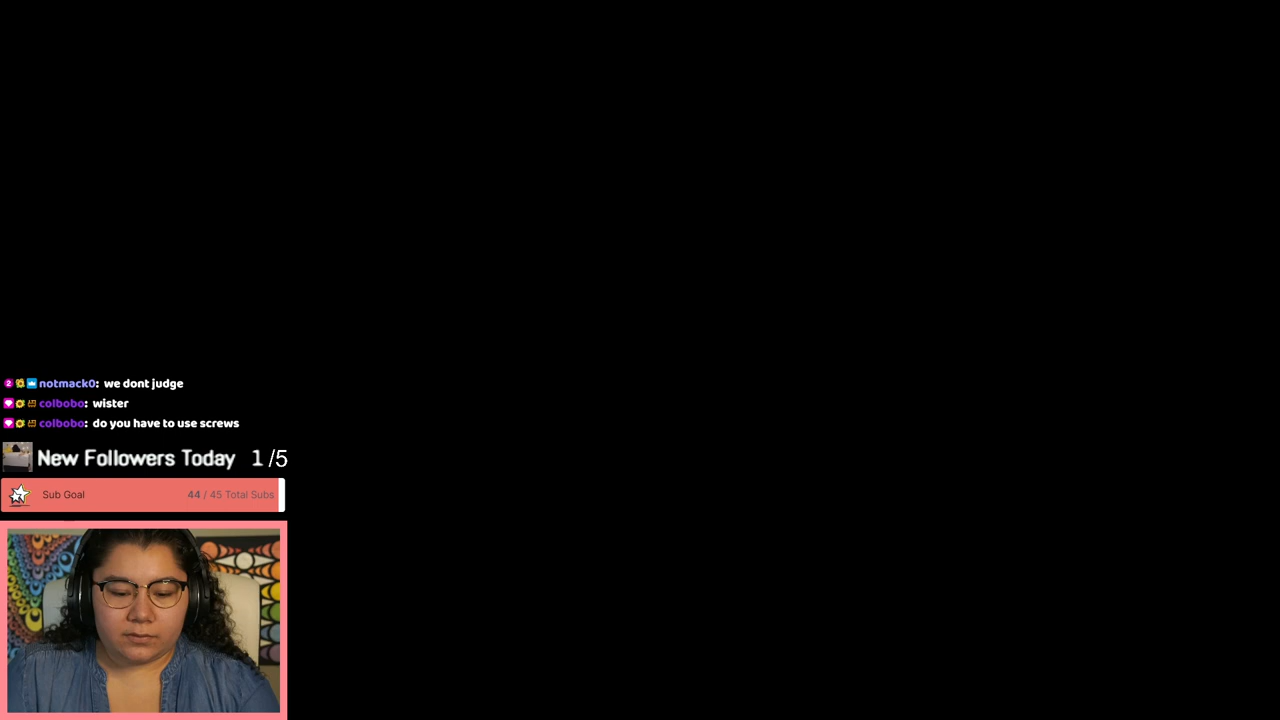 2 notmack0: we dont judge
colbobo: wister
colbobo: do you have to use screws
New Followers Today 1 /5
Sub Goal 44 / 45 Total Subs